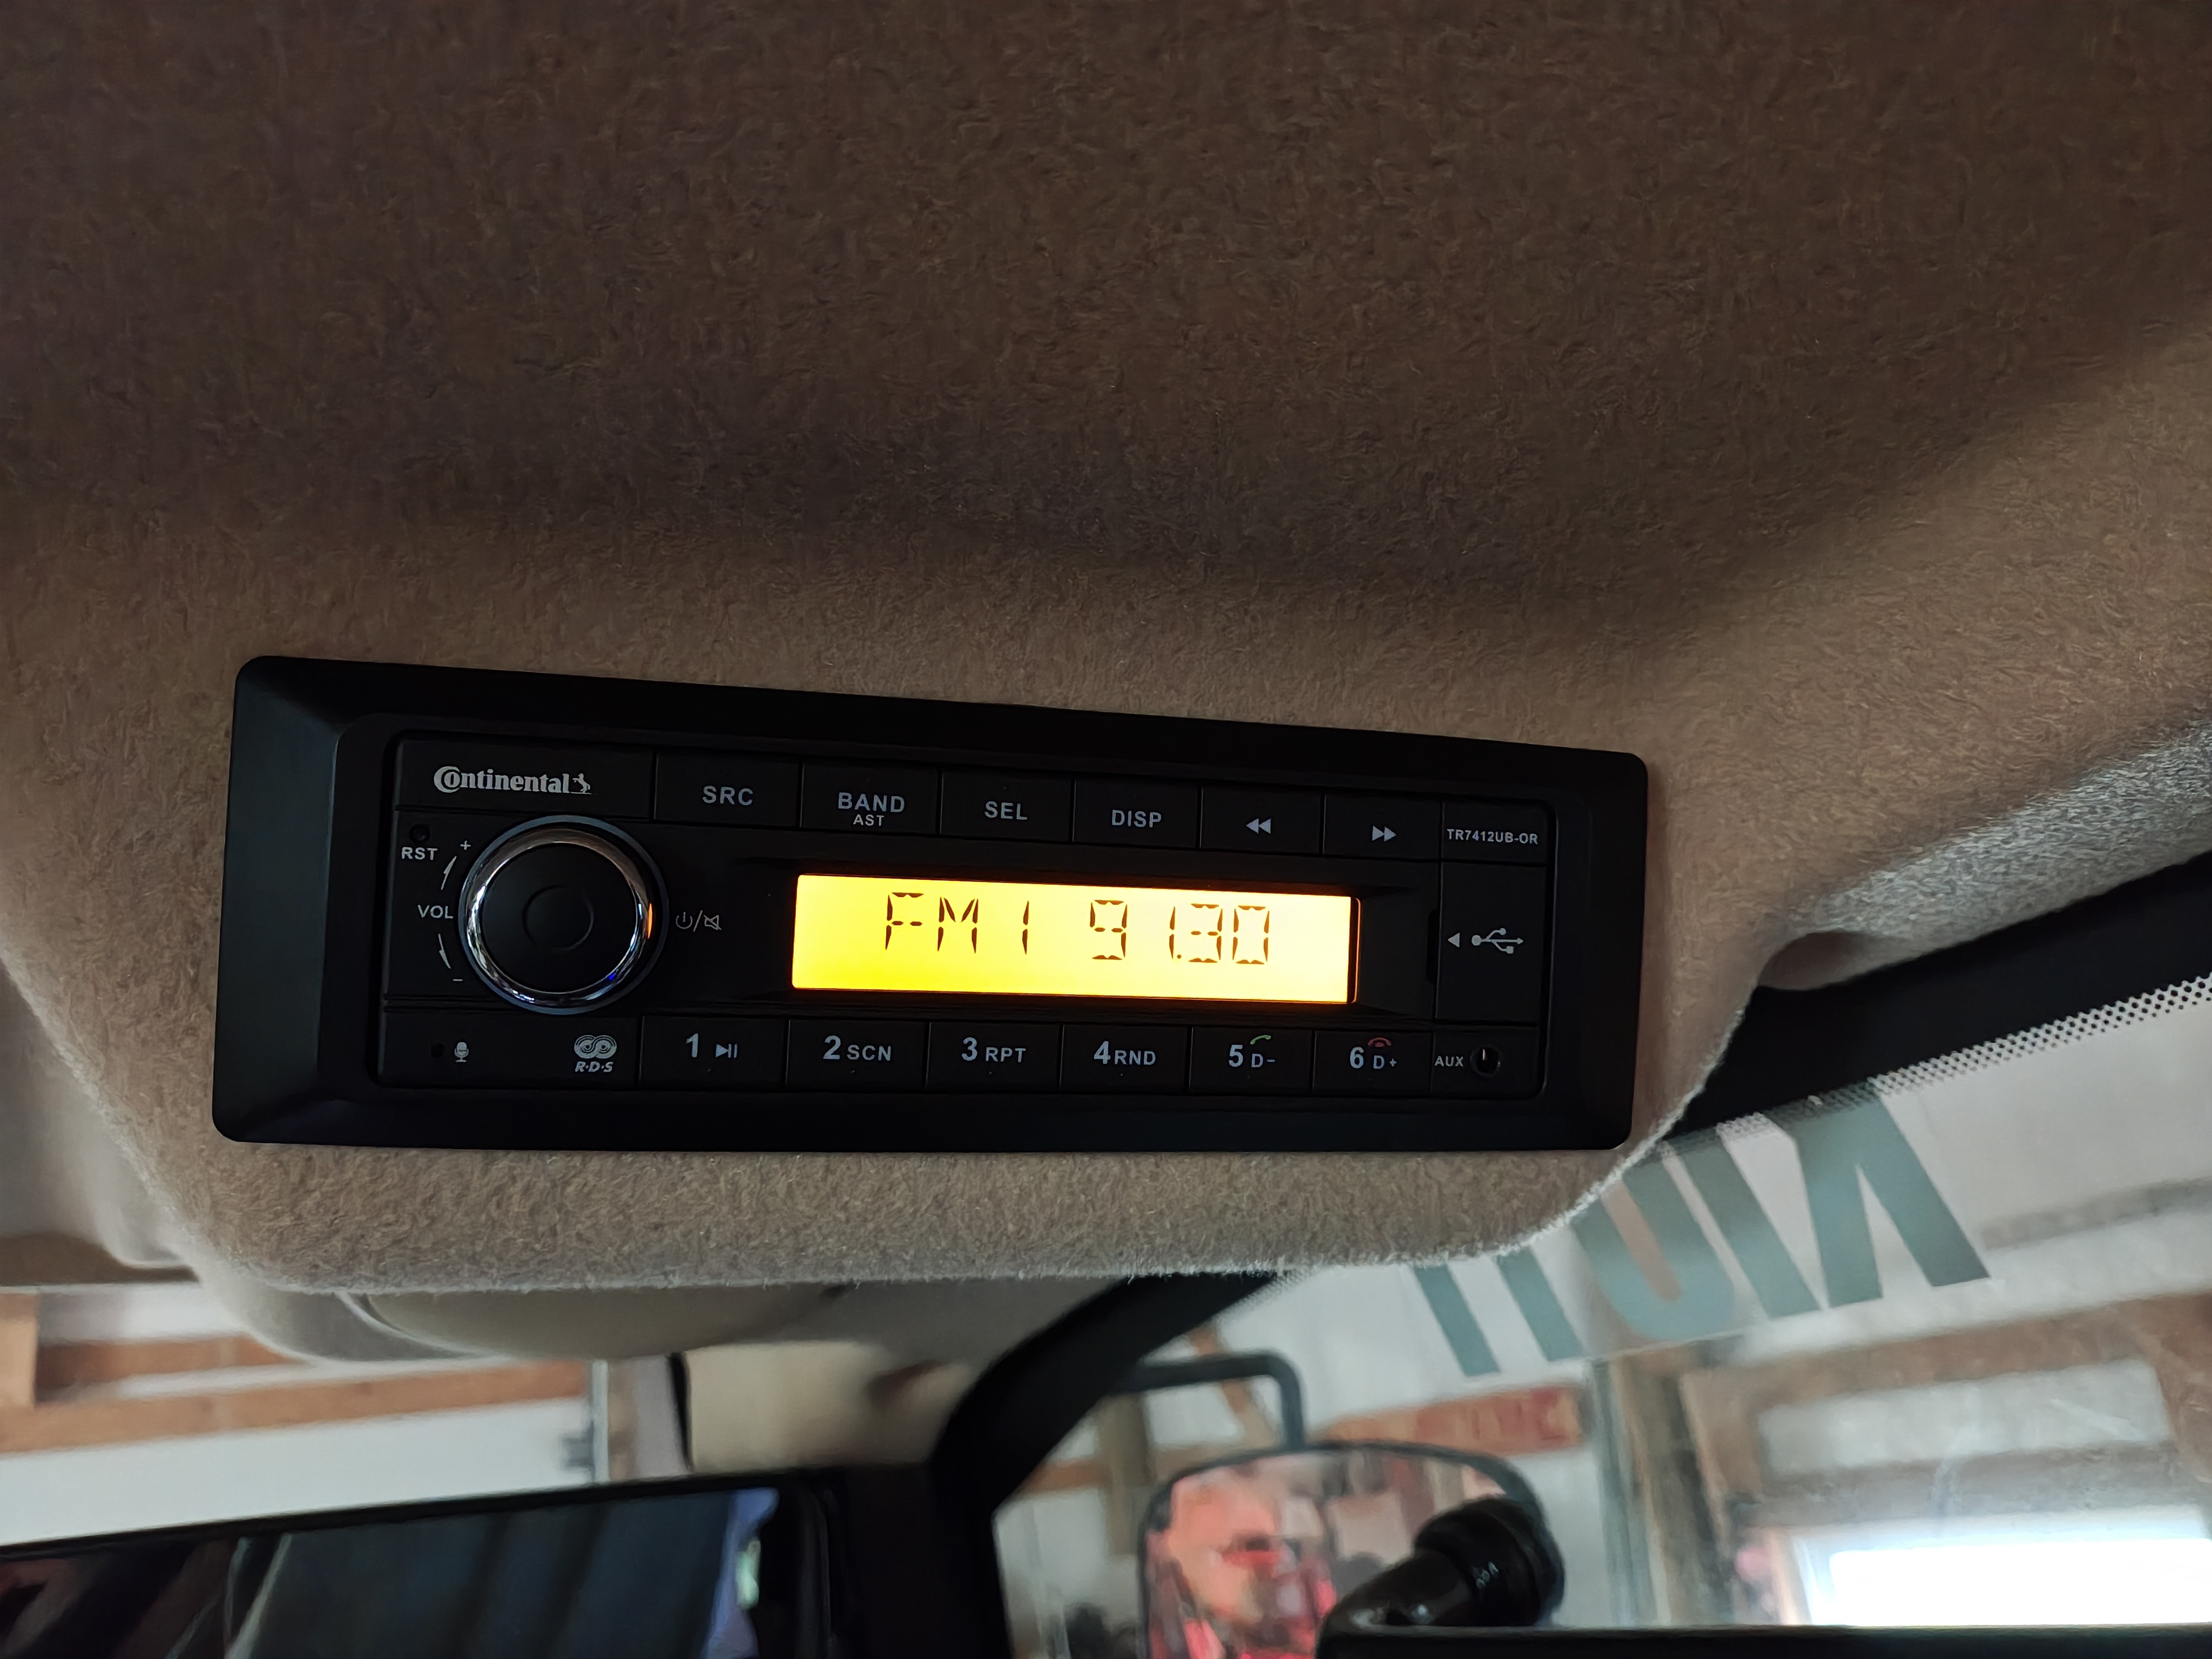 Continental
SRC
BAND
AST
SEL
DISP
TR7412UB-OR
RST
+
VOL
-
FM1 91.30
R·D·S
1
2 SCN
3 RPT
4 RND
5 D-
6 D+
AUX